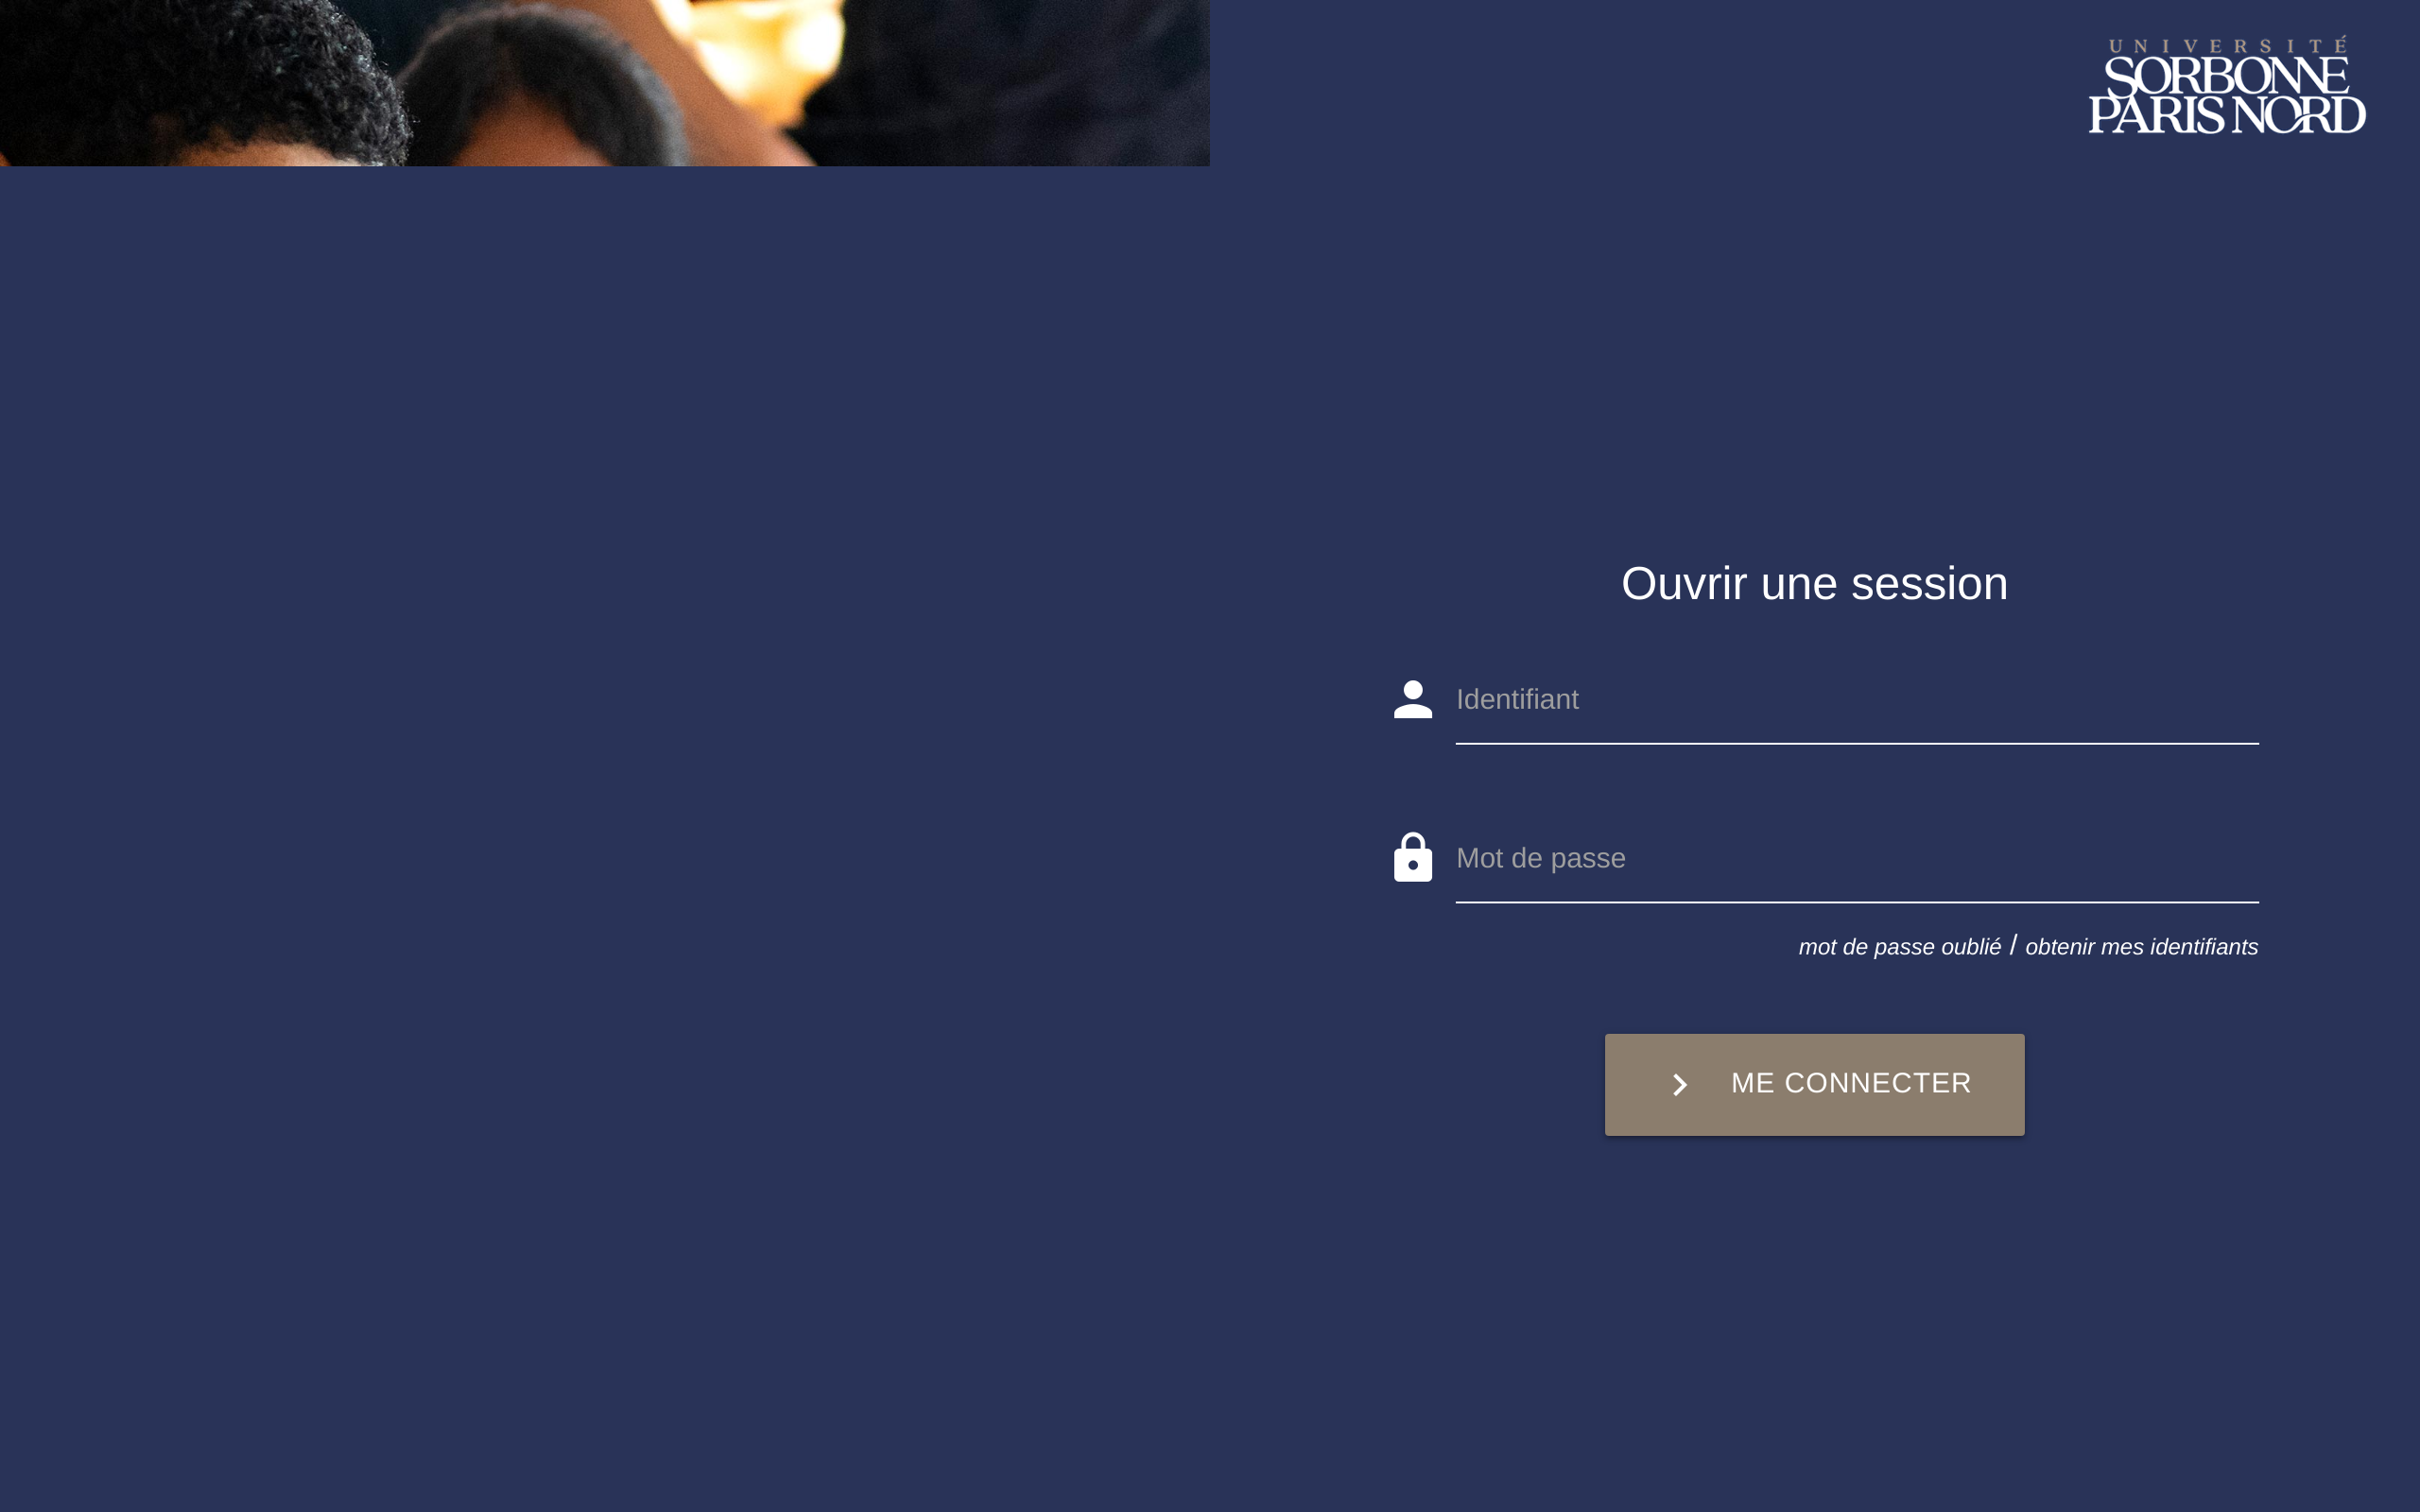 UNIVERSITÉ
SORBONNE
PARIS NORD
Ouvrir une session
Identifiant
Mot de passe
mot de passe oublié / obtenir mes identifiants
ME CONNECTER